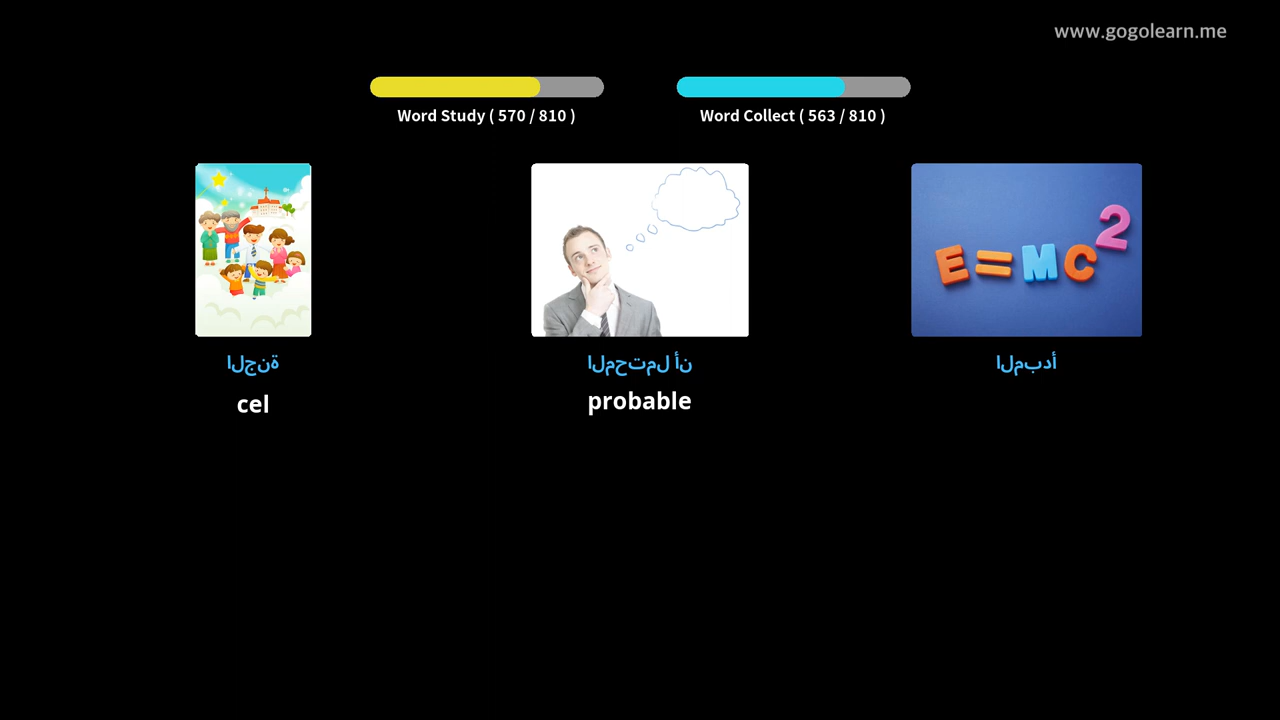 www.gogolearn.me
Word Study ( 570 / 810 )
Word Collect ( 563 / 810 )
E=MC2
الجنة
المحتمل أن
المبدأ
cel
probable